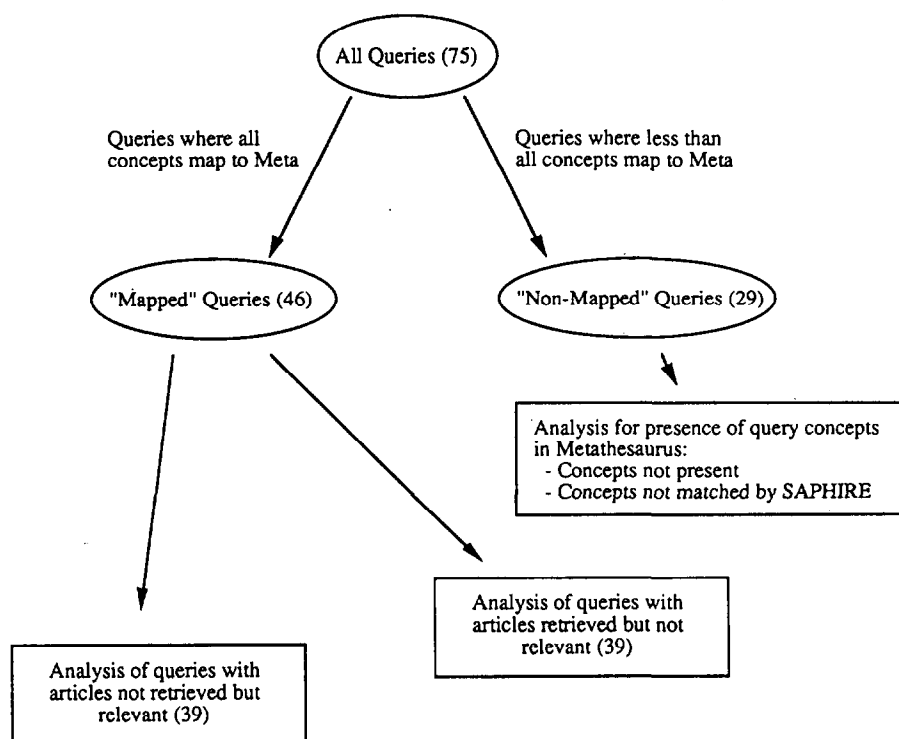 All Queries (75)
Queries where all
concepts map to Meta
Queries where less than
all concepts map to Meta
"Mapped" Queries (46)
"Non-Mapped" Queries (29)
Analysis for presence of query concepts
in Metathesaurus:
- Concepts not present
- Concepts not matched by SAPHIRE
Analysis of queries with
articles retrieved but not
relevant (39)
Analysis of queries with
articles not retrieved but
relevant (39)